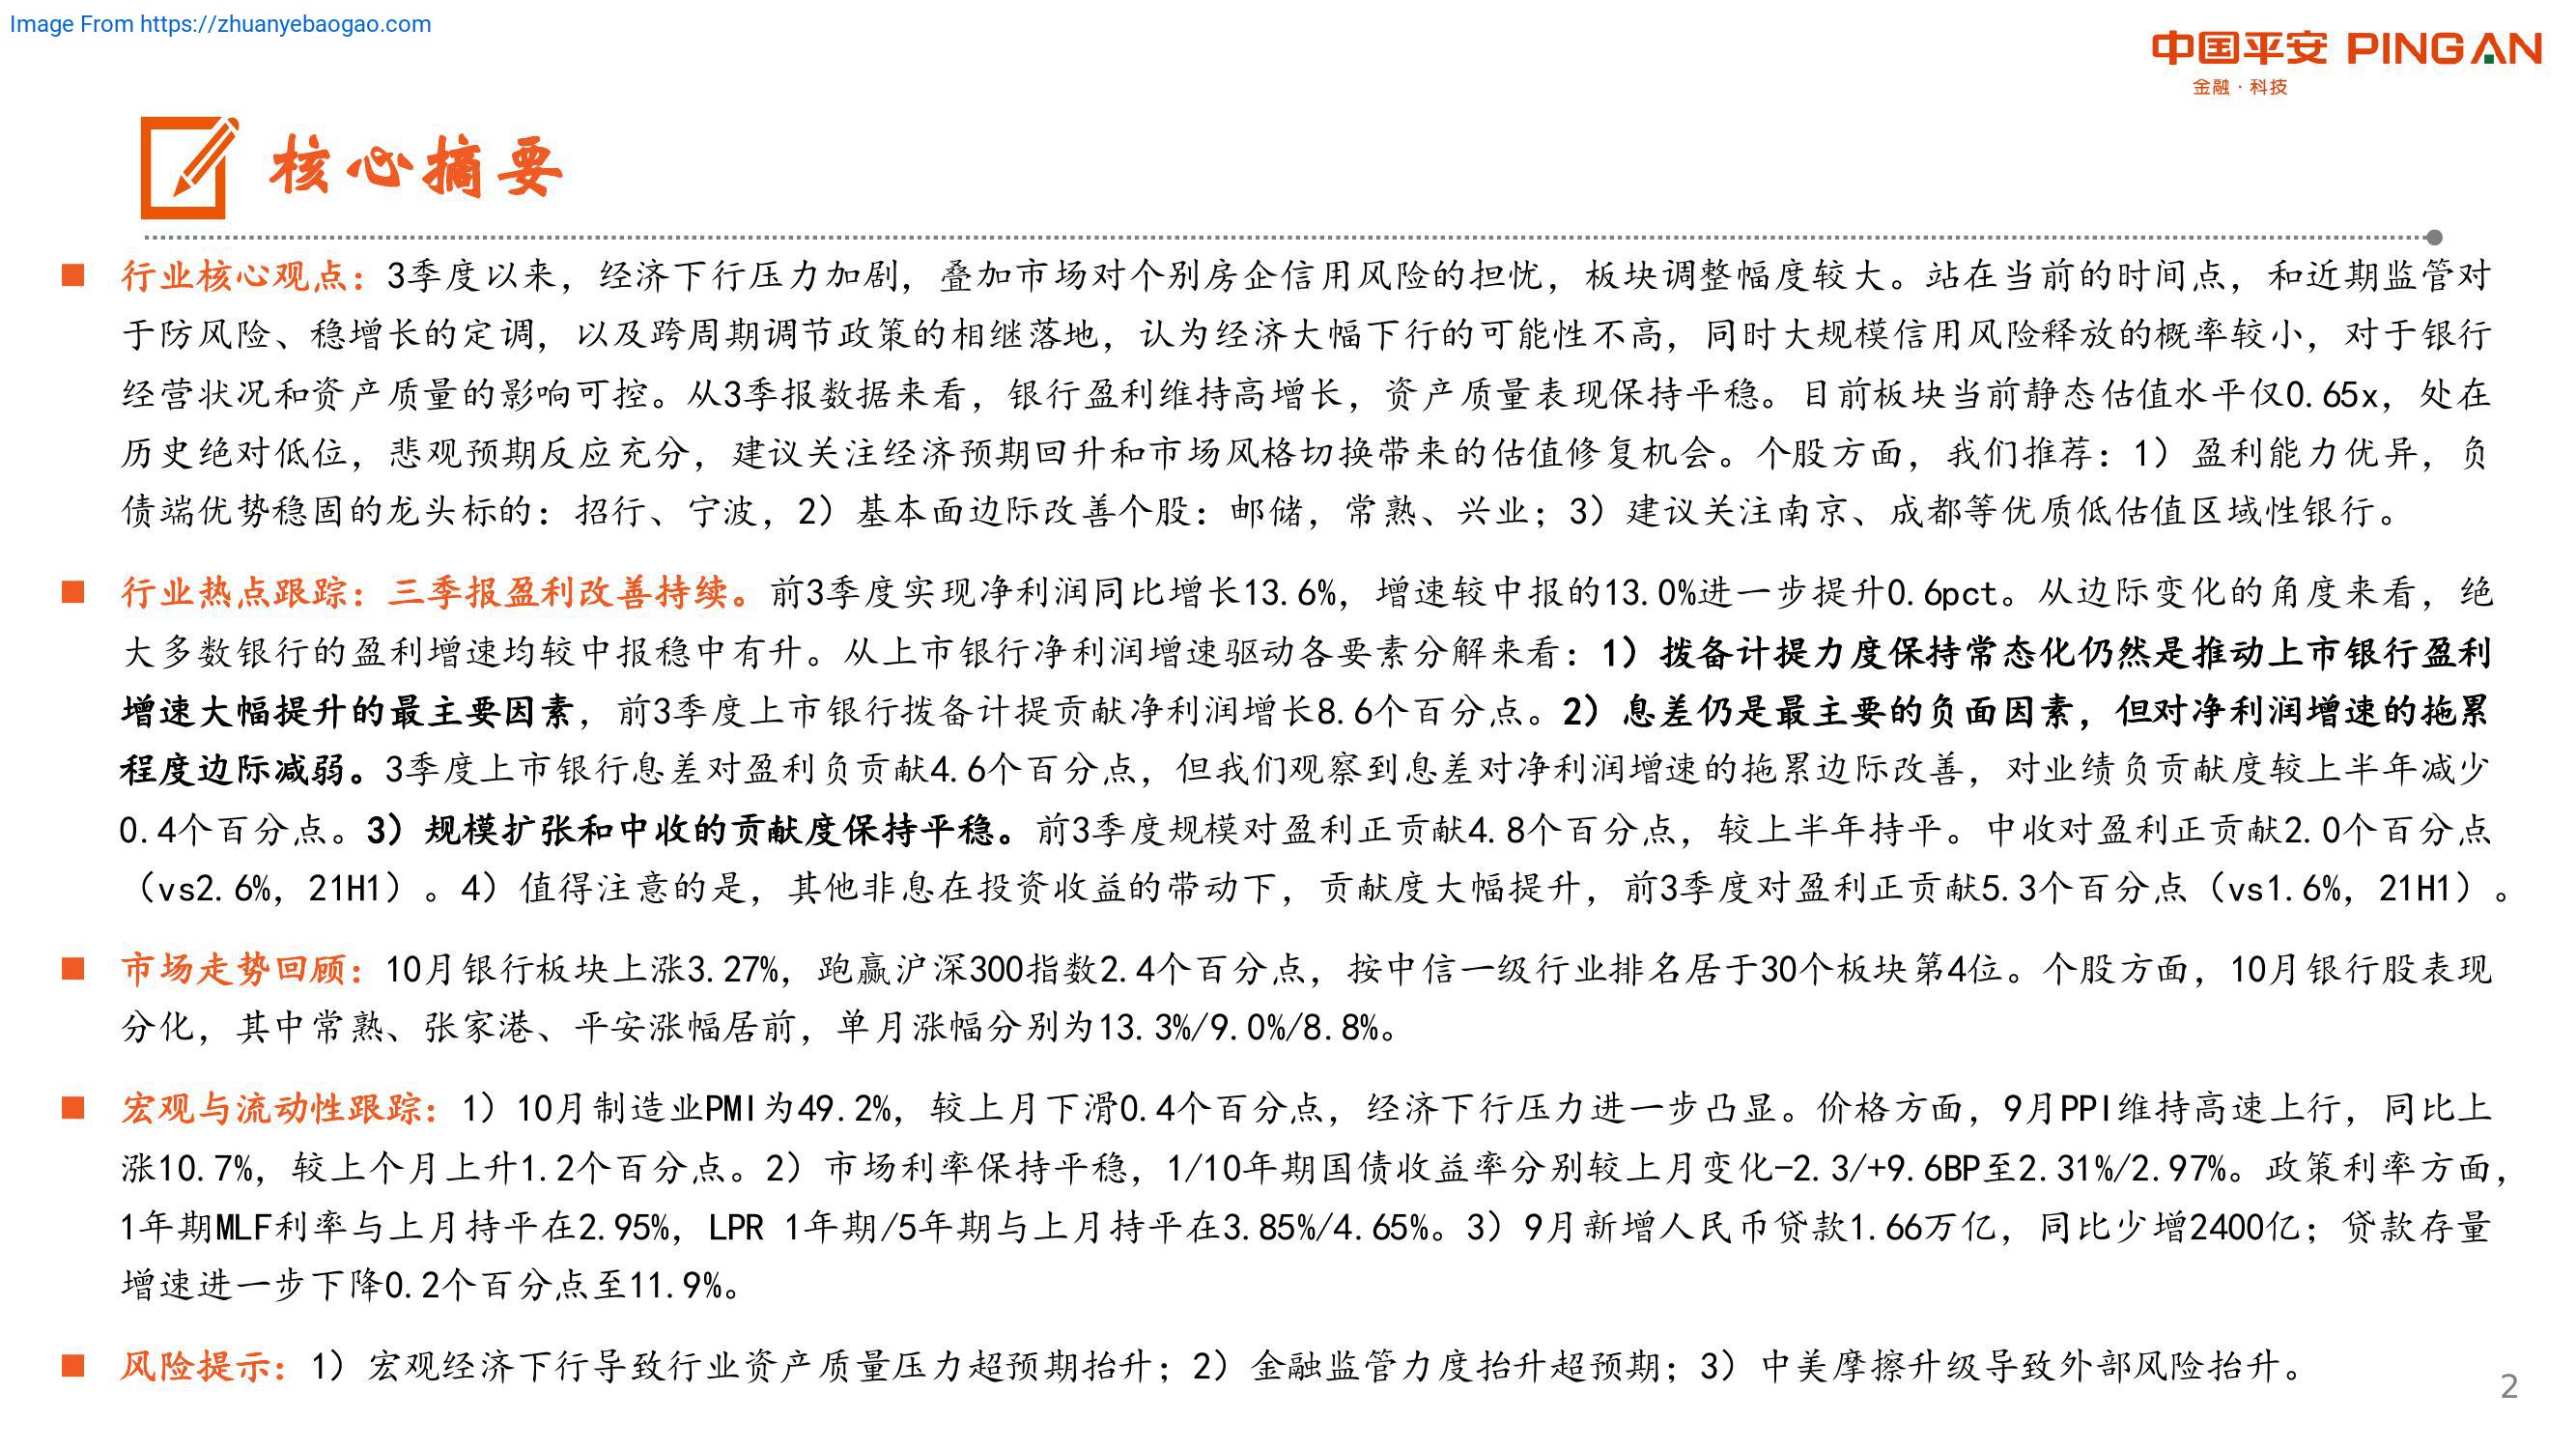 Image From https://zhuanyebaogao.com
中国平安 PINGAN
金融·科技
核心摘要
行业核心观点：3季度以来，经济下行压力加剧，叠加市场对个别房企信用风险的担忧，板块调整幅度较大。站在当前的时间点，和近期监管对
于防风险、稳增长的定调，以及跨周期调节政策的相继落地，认为经济大幅下行的可能性不高，同时大规模信用风险释放的概率较小，对于银行
经营状况和资产质量的影响可控。从3季报数据来看，银行盈利维持高增长，资产质量表现保持平稳。目前板块当前静态估值水平仅0.65x，处在
历史绝对低位，悲观预期反应充分，建议关注经济预期回升和市场风格切换带来的估值修复机会。个股方面，我们推荐：1）盈利能力优异，负
债端优势稳固的龙头标的：招行、宁波，2）基本面边际改善个股：邮储，常熟、兴业；3）建议关注南京、成都等优质低估值区域性银行。
行业热点跟踪：三季报盈利改善持续。前3季度实现净利润同比增长13.6%，增速较中报的13.0%进一步提升0.6pct。从边际变化的角度来看，绝
大多数银行的盈利增速均较中报稳中有升。从上市银行净利润增速驱动各要素分解来看：1）拨备计提力度保持常态化仍然是推动上市银行盈利
增速大幅提升的最主要因素，前3季度上市银行拨备计提贡献净利润增长8.6个百分点。2）息差仍是最主要的负面因素，但对净利润增速的拖累
程度边际减弱。3季度上市银行息差对盈利负贡献4.6个百分点，但我们观察到息差对净利润增速的拖累边际改善，对业绩负贡献度较上半年减少
0.4个百分点。3）规模扩张和中收的贡献度保持平稳。前3季度规模对盈利正贡献4.8个百分点，较上半年持平。中收对盈利正贡献2.0个百分点
（vs2.6%，21H1）。4）值得注意的是，其他非息在投资收益的带动下，贡献度大幅提升，前3季度对盈利正贡献5.3个百分点（vs1.6%，21H1）。
市场走势回顾：10月银行板块上涨3.27%，跑赢沪深300指数2.4个百分点，按中信一级行业排名居于30个板块第4位。个股方面，10月银行股表现
分化，其中常熟、张家港、平安涨幅居前，单月涨幅分别为13.3%/9.0%/8.8%。
宏观与流动性跟踪：1）10月制造业PMI为49.2%，较上月下滑0.4个百分点，经济下行压力进一步凸显。价格方面，9月PPI维持高速上行，同比上
涨10.7%，较上个月上升1.2个百分点。2）市场利率保持平稳，1/10年期国债收益率分别较上月变化-2.3/+9.6BP至2.31%/2.97%。政策利率方面，
1年期MLF利率与上月持平在2.95%，LPR 1年期/5年期与上月持平在3.85%/4.65%。3）9月新增人民币贷款1.66万亿，同比少增2400亿；贷款存量
增速进一步下降0.2个百分点至11.9%。
风险提示：1）宏观经济下行导致行业资产质量压力超预期抬升；2）金融监管力度抬升超预期；3）中美摩擦升级导致外部风险抬升。
2